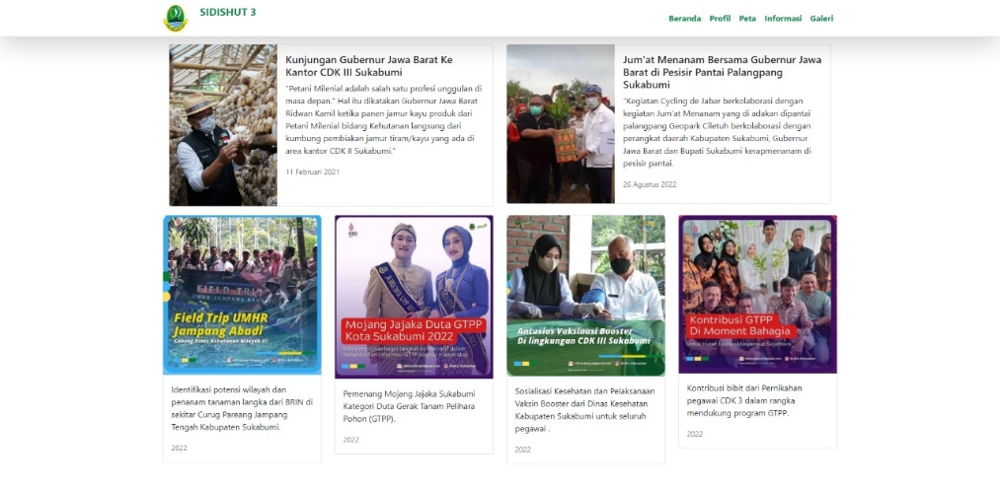 SIDISHUT 3
Beranda Profil Peta Informasi Galeri
Kunjungan Gubernur Jawa Barat Ke
Kantor CDK III Sukabumi
"Petani Milenial adalah salah satu profesi unggulan di
masa depan." Hal itu dikatakan Gubernur Jawa Barat
Ridwan Kamil ketika panen jamur kayu produk dari
Petani Milenial bidang Kehutanan langsung dari
kumbung pembiakan jamur tiram/kayu yang ada di
area kantor CDK II Sukabumi."
11 Februan 2021
Jum'at Menanam Bersama Gubernur Jawa
Barat di Pesisir Pantai Palangpang
Sukabumi
"Kegiatan Cycling de Jabar berkolaborasi dengan
kegiatan Jum'at Menanam yang di adakan dipantai
palangpang Geopark Ciletuh berkolaborasi dengan
perangkat daerah Kabupaten Sukabumi, Gubernur
Jawa Barat dan Bupati Sukabumi kerapmenanam di
pesisir pantai.
26 Agustus 2022
FIELD TRIP
UMHR JAMPANG ABADI
Field Trip UMHR
Jampang Abadi
Cabang Dinas Kehutanan Wilayah III
Identifikasi potensi wilayah dan
penanam tanaman langka dari BRIN di
sekitar Curug Pareang Jampang
Tengah Kabupaten Sukabumi.
2022
Mojang Jajaka Duta GTPP
Kota Sukabumi 2022
Pemenang Mojang Jajaka Sukabumi
Kategori Duta Gerak Tanam Pelihara
Pohon (GTPP).
2022
Antusias Vaksinasi Booster
Di lingkungan CDK III Sukabumi
Sosialisasi Kesehatan dan Pelaksanaan
Vaksin Booster dari Dinas Kesehatan
Kabupaten Sukabumi untuk seluruh
pegawai .
2022
Kontribusi GTPP
Di Moment Bahagia
Kontribusi bibit dari Pernikahan
pegawai CDK 3 dalam rangka
mendukung program GTPP.
2022